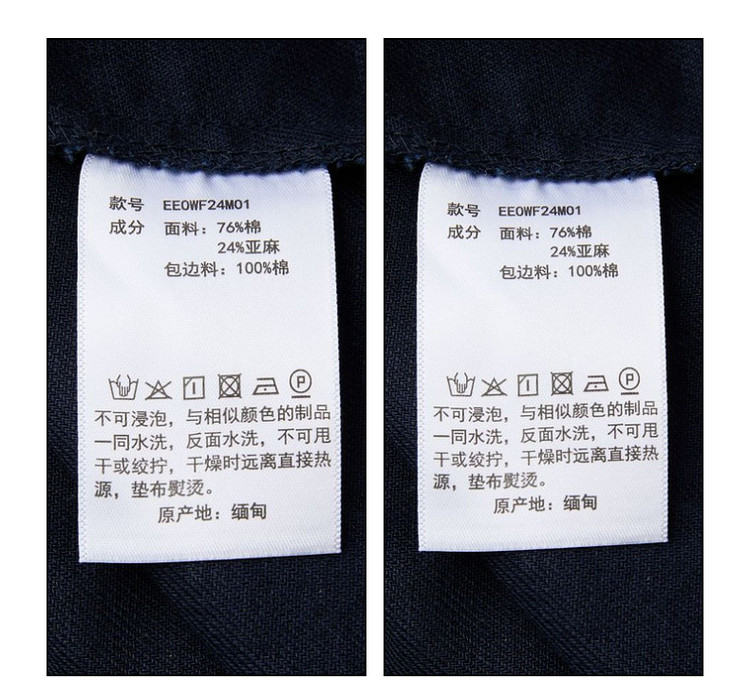 款号 EE0WF24M01
成分 面料：76%棉
24%亚麻
包边料：100%棉
P
不可浸泡，与相似颜色的制品
一同水洗，反面水洗，不可甩
干或绞拧，干燥时远离直接热
源，垫布熨烫。
原产地：缅甸
款号 EE0WF24M01
成分 面料：76%棉
24%亚麻
包边料：100%棉
P
不可浸泡，与相似颜色的制品
一同水洗，反面水洗，不可甩
干或绞拧，干燥时远离直接热
源，垫布熨烫。
原产地：缅甸